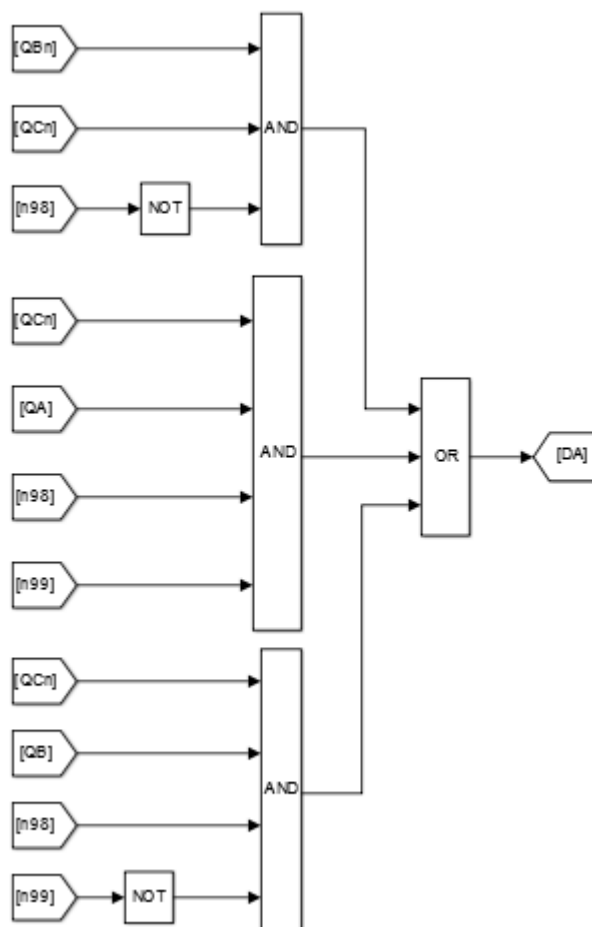 [QBn]
[QCn]
AND
[n98]
NOT
[QCn]
[QA]
AND
[n98]
[n99]
OR
[DA]
[QCn]
[QB]
AND
[n98]
[n99]
NOT